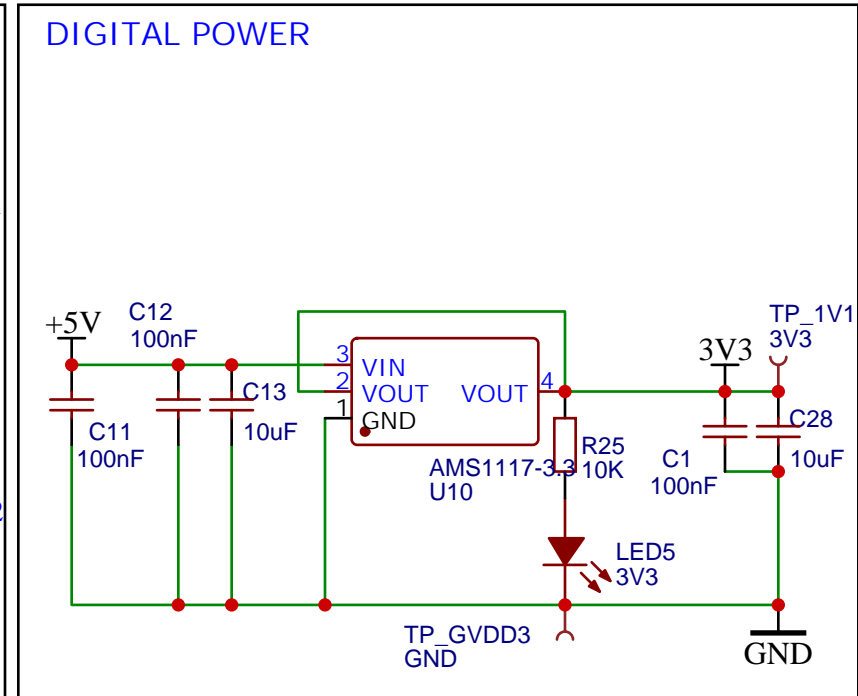 DIGITAL POWER
+5V
C12
100nF
C11
100nF
C13
10uF
3
VIN
2
VOUT
1
GND
VOUT
4
AMS1117-3.3
U10
R25
10K
LED5
3V3
TP_GVDD3
GND
3V3
TP_1V1
3V3
C1
100nF
C28
10uF
GND